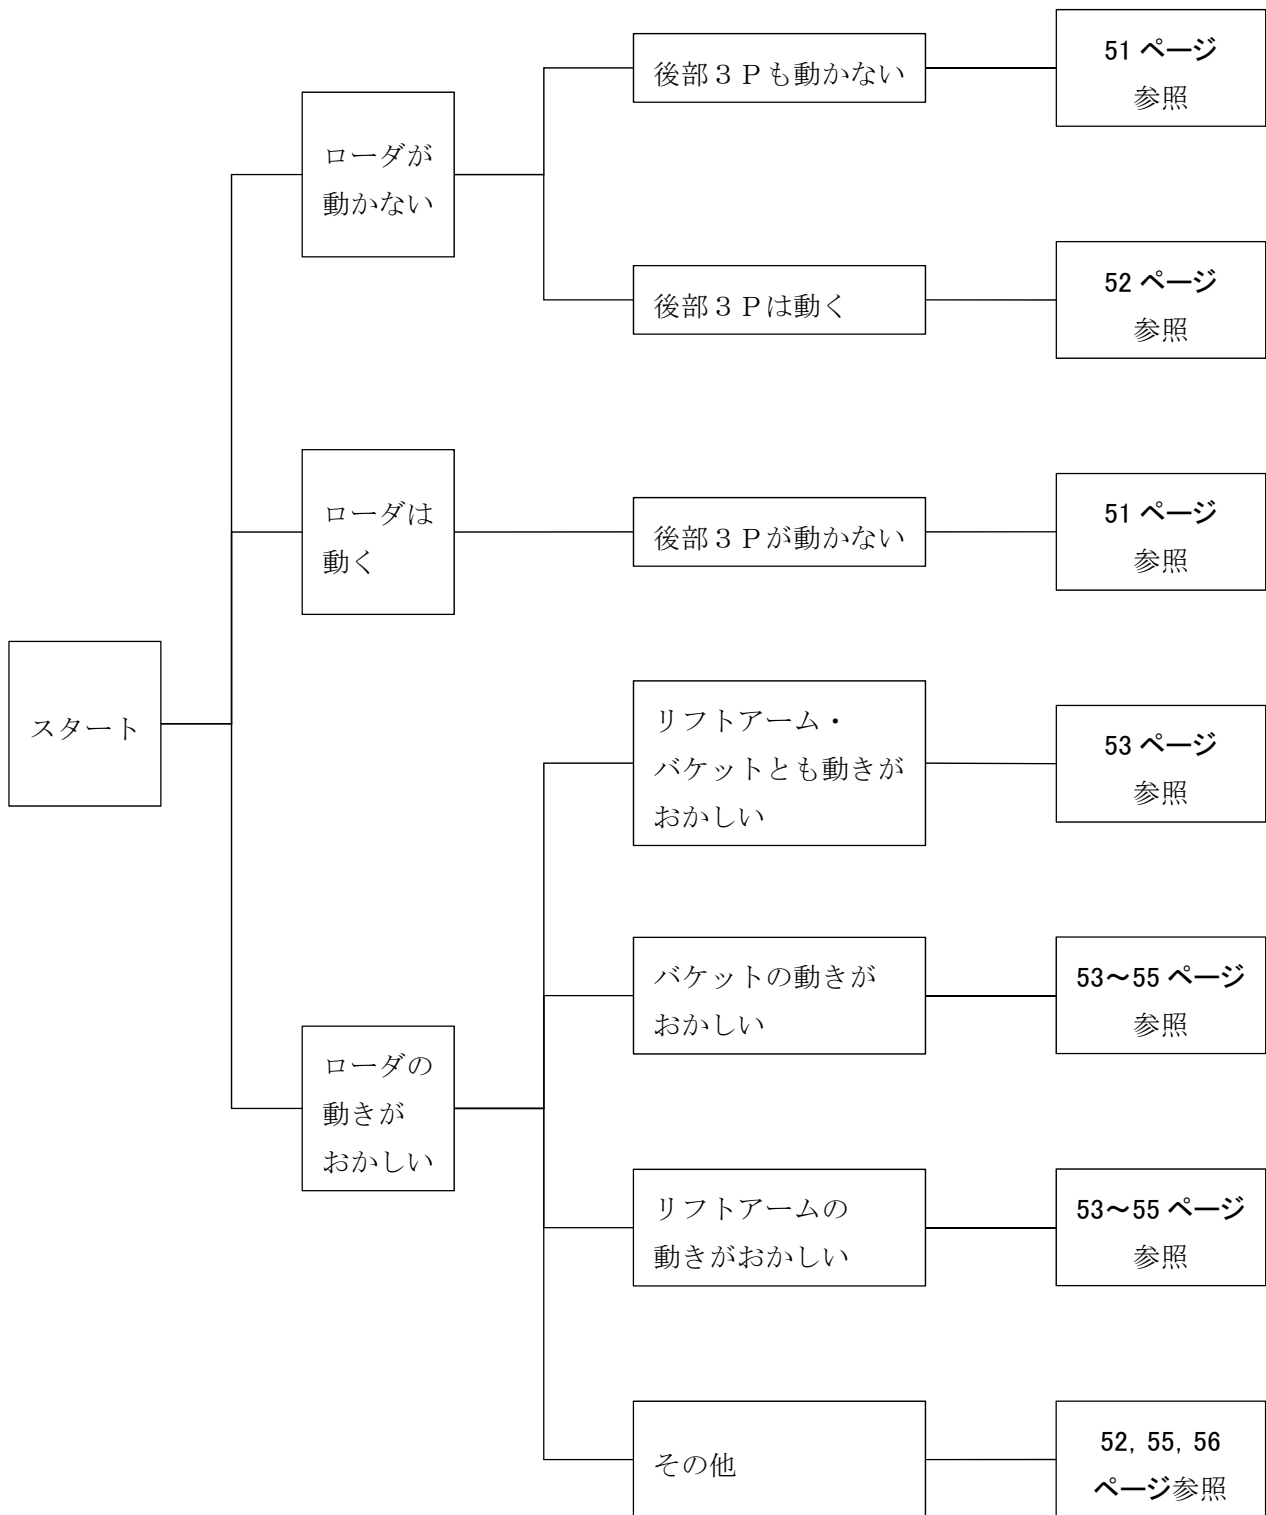 スタート
ローダが
動かない
後部３Ｐも動かない
51 ページ
参照
後部３Ｐは動く
52 ページ
参照
ローダは
動く
後部３Ｐが動かない
51 ページ
参照
ローダの
動きが
おかしい
リフトアーム・
バケットとも動きが
おかしい
53 ページ
参照
バケットの動きが
おかしい
53～55 ページ
参照
リフトアームの
動きがおかしい
53～55 ページ
参照
その他
52, 55, 56
ページ参照